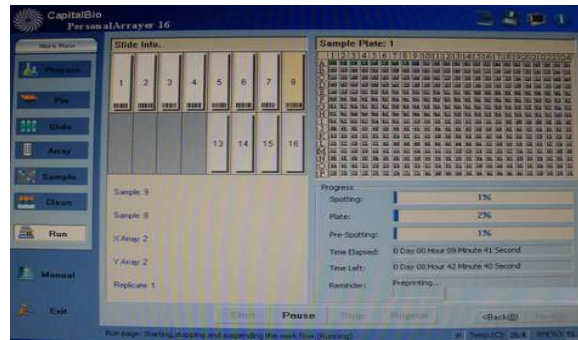 CapitalBio
PersonalArrayer 16
Work Flow
Prepare
Pin
Slide
Array
Sample
Clean
Run
Manual
Exit
Slide Info.
1 2 3 4 5 6 7 8
13 14 15 16
Sample: 9
Sample: 8
X Array: 2
Y Array: 2
Replicate: 1
Sample Plate: 1
Progress
Spotting: 1%
Plate: 2%
Pre-Spotting: 1%
Time Elapsed: 0 Day 00 Hour 09 Minute 41 Second
Time Left: 0 Day 00 Hour 42 Minute 40 Second
Reminder: Preprinting...
Start Pause Stop
<Back(B)
Run page: Starting, stopping and suspending the work flow.(Running)
Temp.(C): 26.4